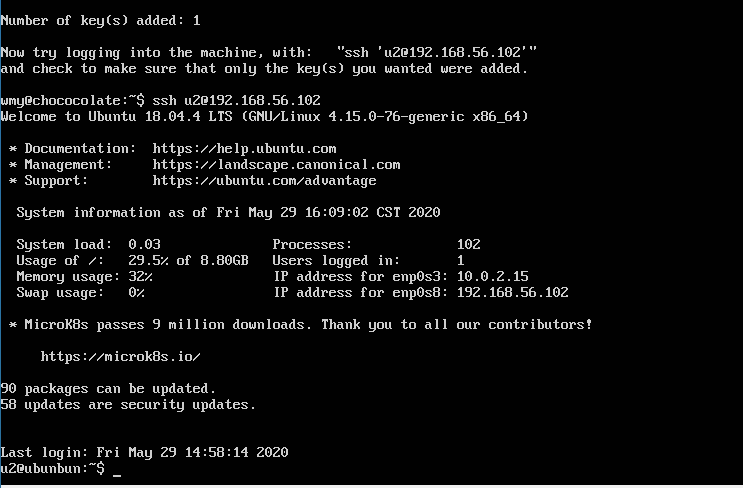 Number of key(s) added: 1
Now try logging into the machine, with:   "ssh 'u2@192.168.56.102'"
and check to make sure that only the key(s) you wanted were added.
wmy@chococolate:~$ ssh u2@192.168.56.102
Welcome to Ubuntu 18.04.4 LTS (GNU/Linux 4.15.0-76-generic x86_64)
 * Documentation:  https://help.ubuntu.com
 * Management:     https://landscape.canonical.com
 * Support:        https://ubuntu.com/advantage
  System information as of Fri May 29 16:09:02 CST 2020
  System load:  0.03              Processes:             102
  Usage of /:   29.5% of 8.80GB   Users logged in:       1
  Memory usage: 32%               IP address for enp0s3: 10.0.2.15
  Swap usage:   0%                IP address for enp0s8: 192.168.56.102
 * MicroK8s passes 9 million downloads. Thank you to all our contributors!
     https://microk8s.io/
90 packages can be updated.
58 updates are security updates.
Last login: Fri May 29 14:58:14 2020
u2@ubunbun:~$ _